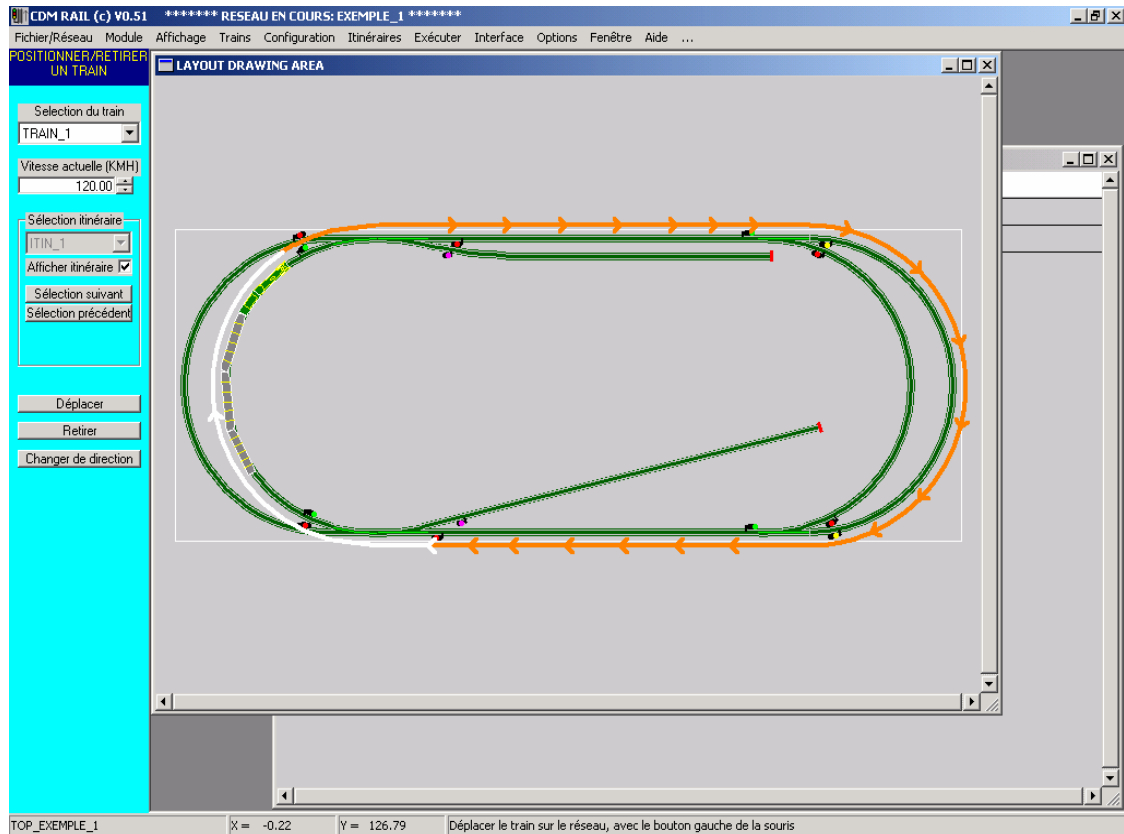 CDM RAIL (c) V0.51 ******* RESEAU EN COURS: EXEMPLE_1 *******
Fichier/Réseau Module Affichage Trains Configuration Itinéraires Exécuter Interface Options Fenêtre Aide ...
POSITIONNER/RETIRER
UN TRAIN
LAYOUT DRAWING AREA
Selection du train
TRAIN_1
Vitesse actuelle (KMH)
120.00
Sélection itinéraire
ITIN_1
Afficher itinéraire
Sélection suivant
Sélection précédent
Déplacer
Retirer
Changer de direction
TOP_EXEMPLE_1 X = -0.22 Y = 126.79 Déplacer le train sur le réseau, avec le bouton gauche de la souris